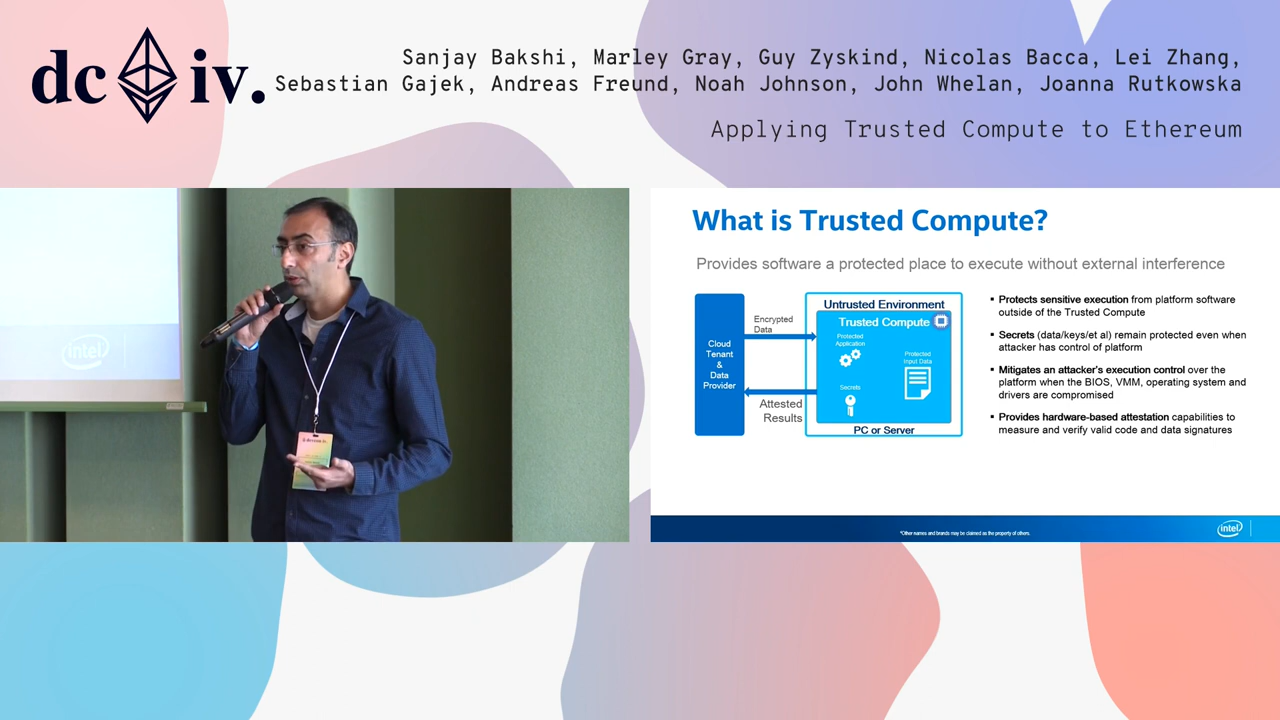 dc iv.
Sanjay Bakshi, Marley Gray, Guy Zyskind, Nicolas Bacca, Lei Zhang,
Sebastian Gajek, Andreas Freund, Noah Johnson, John Whelan, Joanna Rutkowska
Applying Trusted Compute to Ethereum
intel
What is Trusted Compute?
Provides software a protected place to execute without external interference
Cloud
Tenant
&
Data
Provider
Encrypted
Data
Attested
Results
Untrusted Environment
Trusted Compute
Protected
Application
Protected
Input Data
Secrets
PC or Server
▪ Protects sensitive execution from platform software
outside of the Trusted Compute
▪ Secrets (data/keys/et al) remain protected even when
attacker has control of platform
▪ Mitigates an attacker's execution control over the
platform when the BIOS, VMM, operating system and
drivers are compromised
▪ Provides hardware-based attestation capabilities to
measure and verify valid code and data signatures
*Other names and brands may be claimed as the property of others.
intel